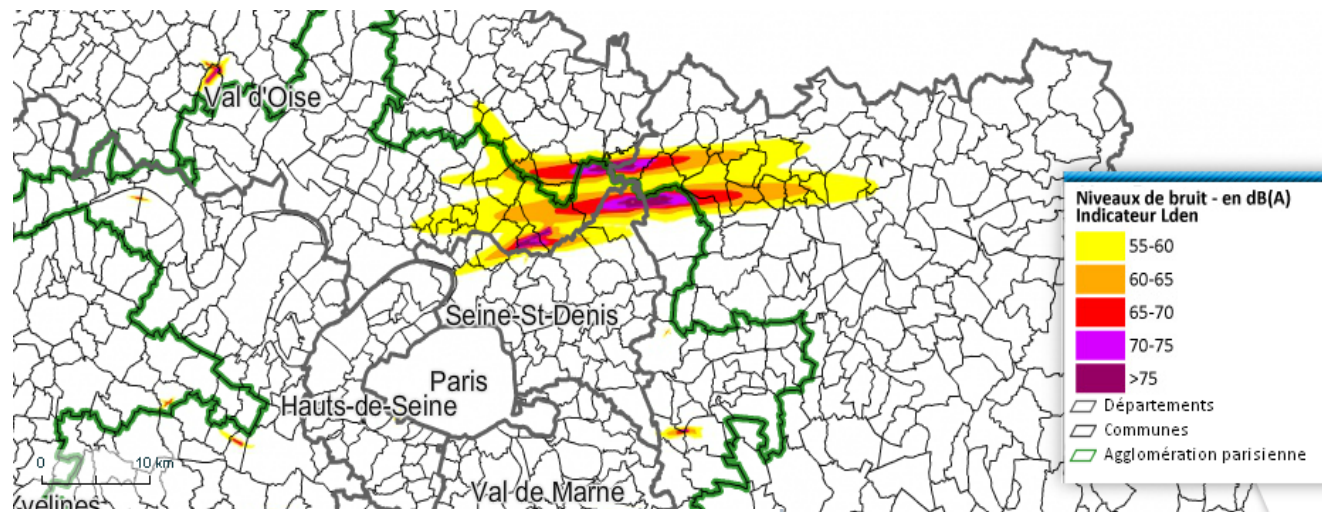 Val d'Oise
Seine-St-Denis
Paris
Hauts-de-Seine
0 10 km
Val de Marne
yvelines
Niveaux de bruit - en dB(A)
Indicateur Lden
55-60
60-65
65-70
70-75
>75
Départements
Communes
Agglomération parisienne